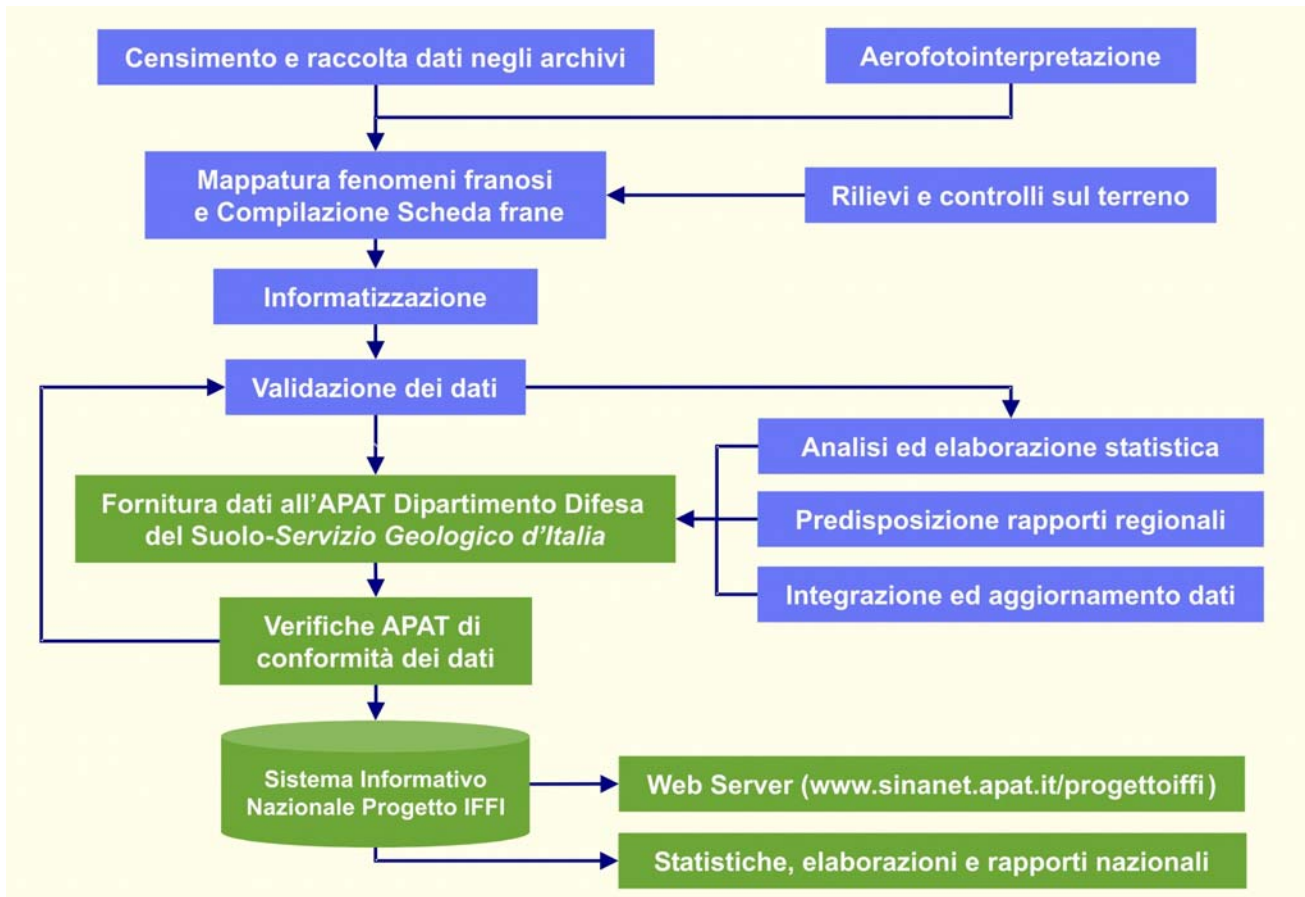 Censimento e raccolta dati negli archivi
Aerofotointerpretazione
Mappatura fenomeni franosi
e Compilazione Scheda frane
Rilievi e controlli sul terreno
Informatizzazione
Validazione dei dati
Analisi ed elaborazione statistica
Fornitura dati all'APAT Dipartimento Difesa
del Suolo-Servizio Geologico d'Italia
Predisposizione rapporti regionali
Integrazione ed aggiornamento dati
Verifiche APAT di
conformità dei dati
Sistema Informativo
Nazionale Progetto IFFI
Web Server (www.sinanet.apat.it/progettoiffi)
Statistiche, elaborazioni e rapporti nazionali